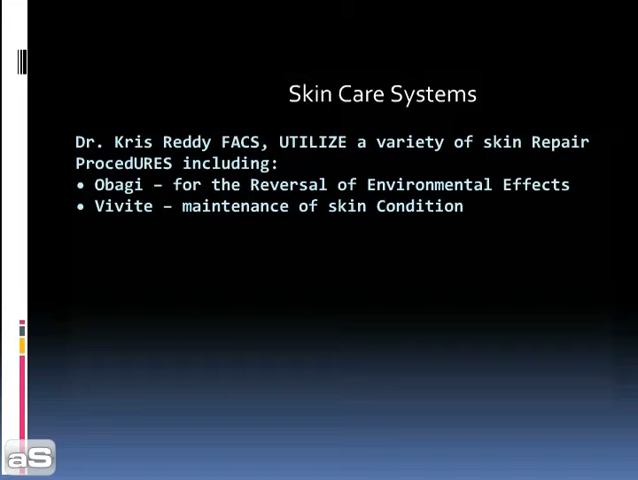 Skin Care Systems
Dr. Kris Reddy FACS, UTILIZE a variety of skin Repair
ProcedURES including:
• Obagi – for the Reversal of Environmental Effects
• Vivite – maintenance of skin Condition
aS